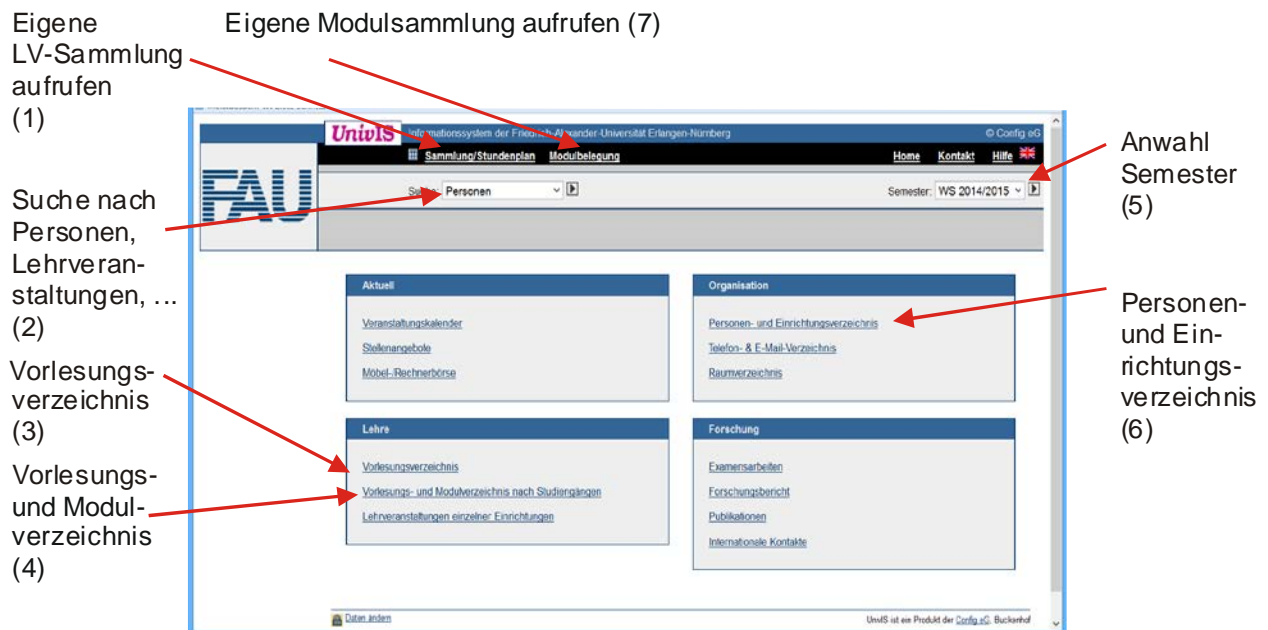 Eigene
LV-Sammlung
aufrufen
(1)
Eigene Modulsammlung aufrufen (7)
Suche nach
Personen,
Lehrveran-
staltungen, ...
(2)
Vorlesungs-
verzeichnis
(3)
Vorlesungs-
und Modul-
verzeichnis
(4)
Anwahl
Semester
(5)
Personen-
und Ein-
richtungs-
verzeichnis
(6)
UnivIS Informationssystem der Friedrich-Alexander-Universität Erlangen-Nürnberg © Config eG
Sammlung/Stundenplan Modulbelegung Home Kontakt Hilfe
FAU
Suche: Personen Semester: WS 2014/2015
Aktuell
Veranstaltungskalender
Stellenangebote
Möbel-/Rechnerbörse
Organisation
Personen- und Einrichtungsverzeichnis
Telefon- & E-Mail-Verzeichnis
Raumverzeichnis
Lehre
Vorlesungsverzeichnis
Vorlesungs- und Modulverzeichnis nach Studiengängen
Lehrveranstaltungen einzelner Einrichtungen
Forschung
Examensarbeiten
Forschungsbericht
Publikationen
Internationale Kontakte
Daten ändern UnivIS ist ein Produkt der Config eG, Buckenhof